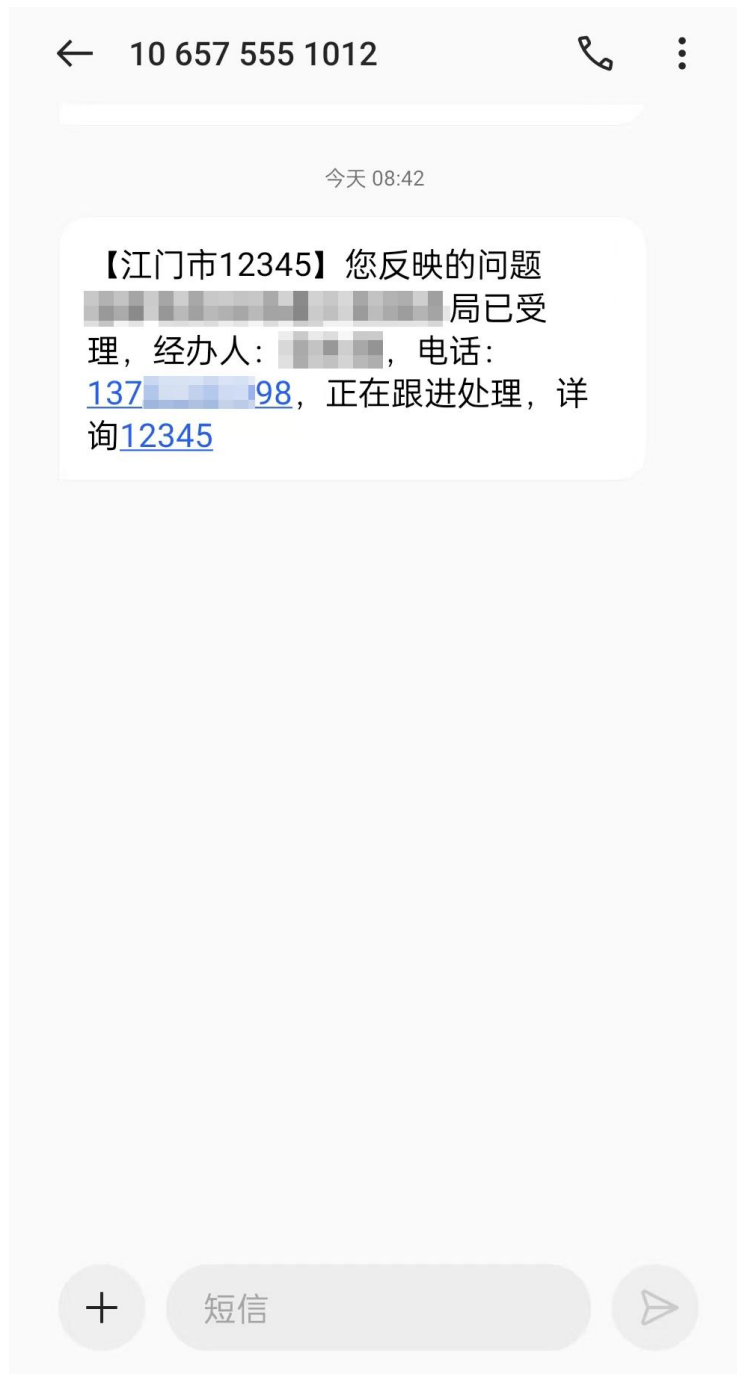 10 657 555 1012
今天 08:42
【江门市12345】您反映的问题
局已受
理，经办人：，电话：
137 98，正在跟进处理，详
询12345
短信